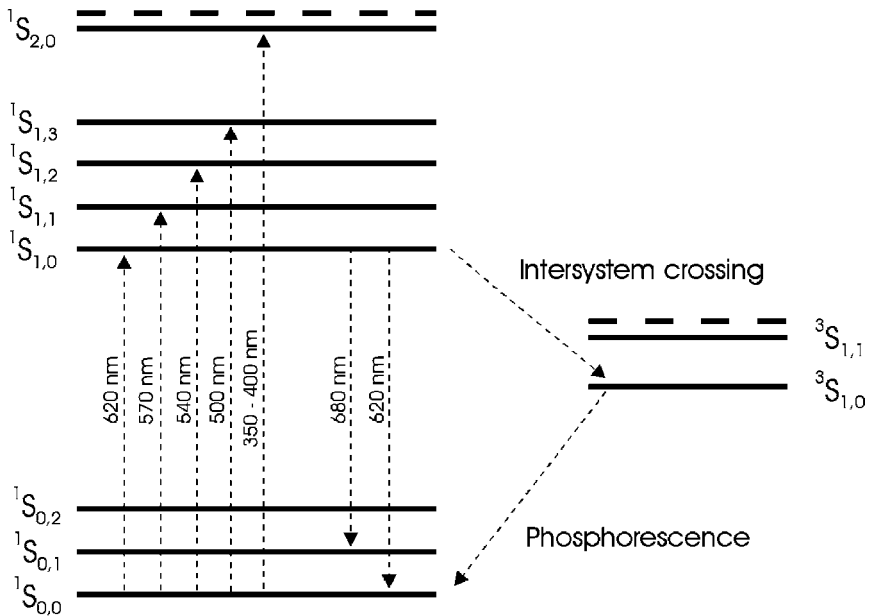 ¹S₂,₀
¹S₁,₃
¹S₁,₂
¹S₁,₁
¹S₁,₀
Intersystem crossing
³S₁,₁
³S₁,₀
620 nm
570 nm
540 nm
500 nm
350 - 400 nm
680 nm
620 nm
¹S₀,₂
¹S₀,₁
Phosphorescence
¹S₀,₀